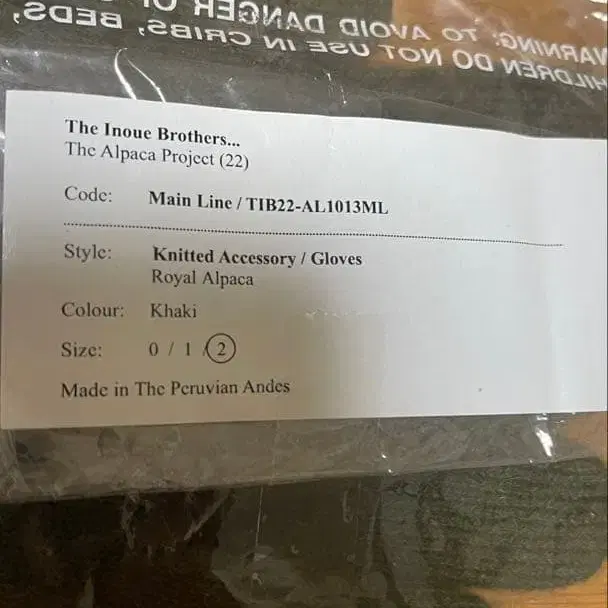 WARNING: TO AVOID DANGER
CHILDREN DO NOT USE IN CRIBS, BEDS,
The Inoue Brothers...
The Alpaca Project (22)
Code: Main Line / TIB22-AL1013ML
Style: Knitted Accessory / Gloves
Royal Alpaca
Colour: Khaki
Size: 0 / 1 / 2
Made in The Peruvian Andes